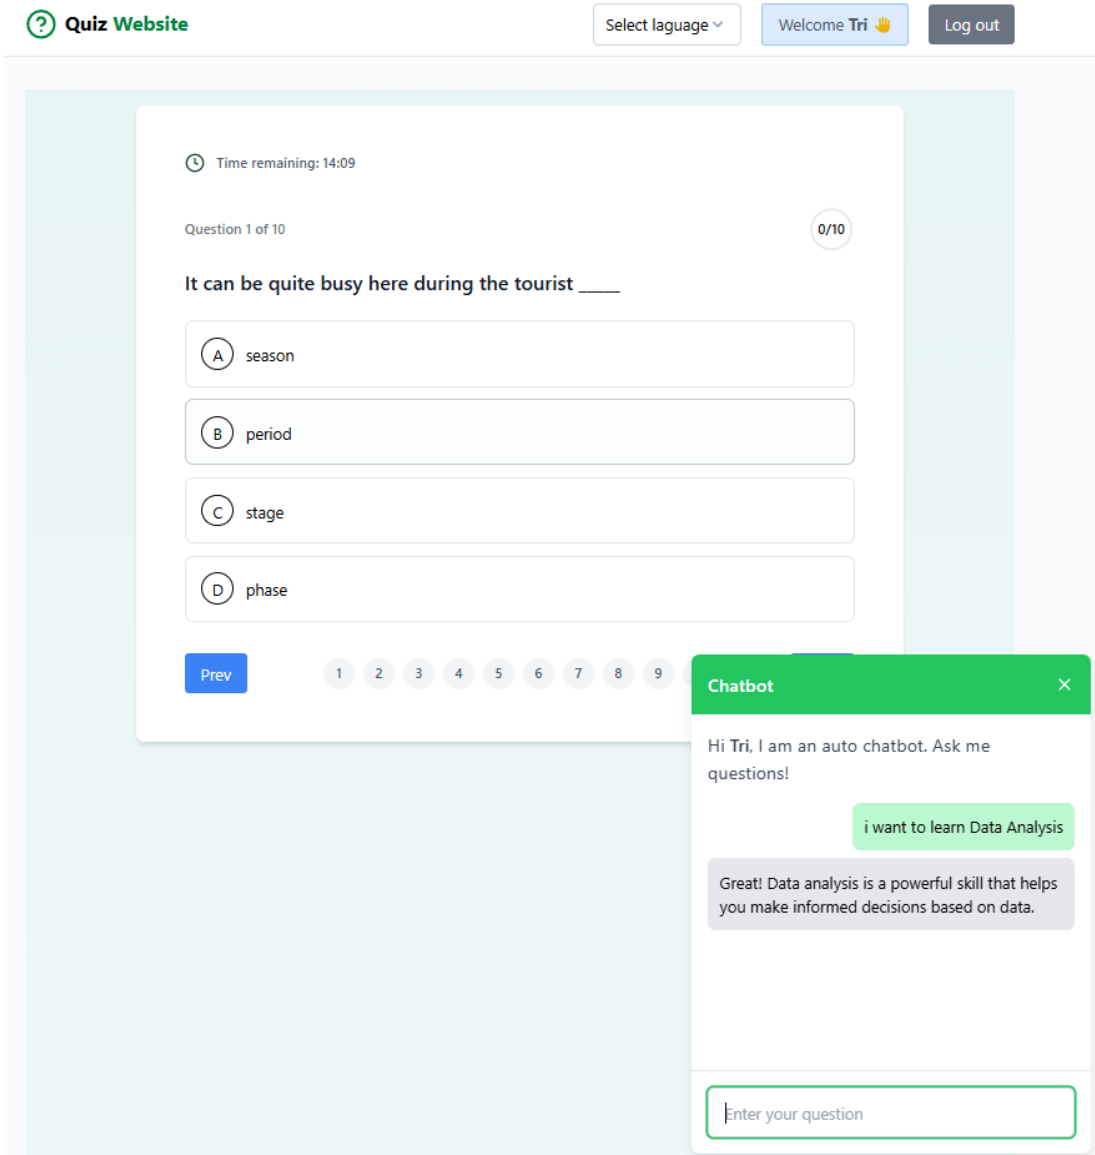 Quiz Website
Select laguage
Welcome Tri 👋
Log out
Time remaining: 14:09
Question 1 of 10
0/10
It can be quite busy here during the tourist _____
A season
B period
C stage
D phase
Prev
1 2 3 4 5 6 7 8 9
Chatbot
Hi Tri, I am an auto chatbot. Ask me
questions!
i want to learn Data Analysis
Great! Data analysis is a powerful skill that helps
you make informed decisions based on data.
Enter your question